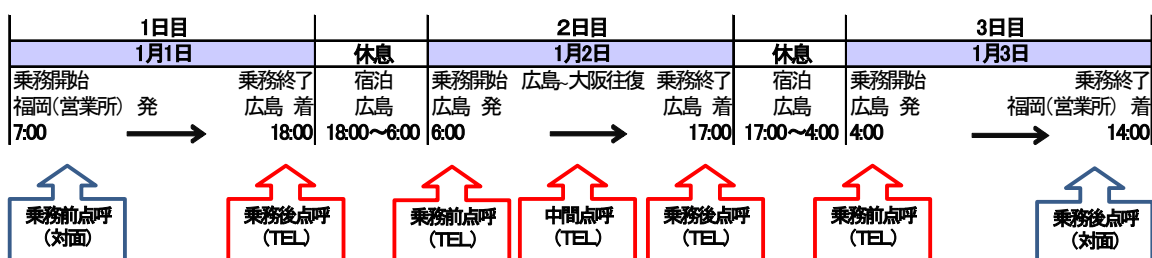 1日目 2日目 3日目
1月1日 休息 1月2日 休息 1月3日
乗務開始 乗務終了 宿泊 乗務開始 広島~大阪往復 乗務終了 宿泊 乗務開始 乗務終了
福岡(営業所) 発 広島 着 広島 広島 発 広島 着 広島 広島 発 福岡(営業所) 着
7:00 18:00 18:00～6:00 6:00 17:00 17:00～4:00 4:00 14:00
乗務前点呼
(対面)
乗務後点呼
(TEL)
乗務前点呼
(TEL)
中間点呼
(TEL)
乗務後点呼
(TEL)
乗務前点呼
(TEL)
乗務後点呼
(対面)